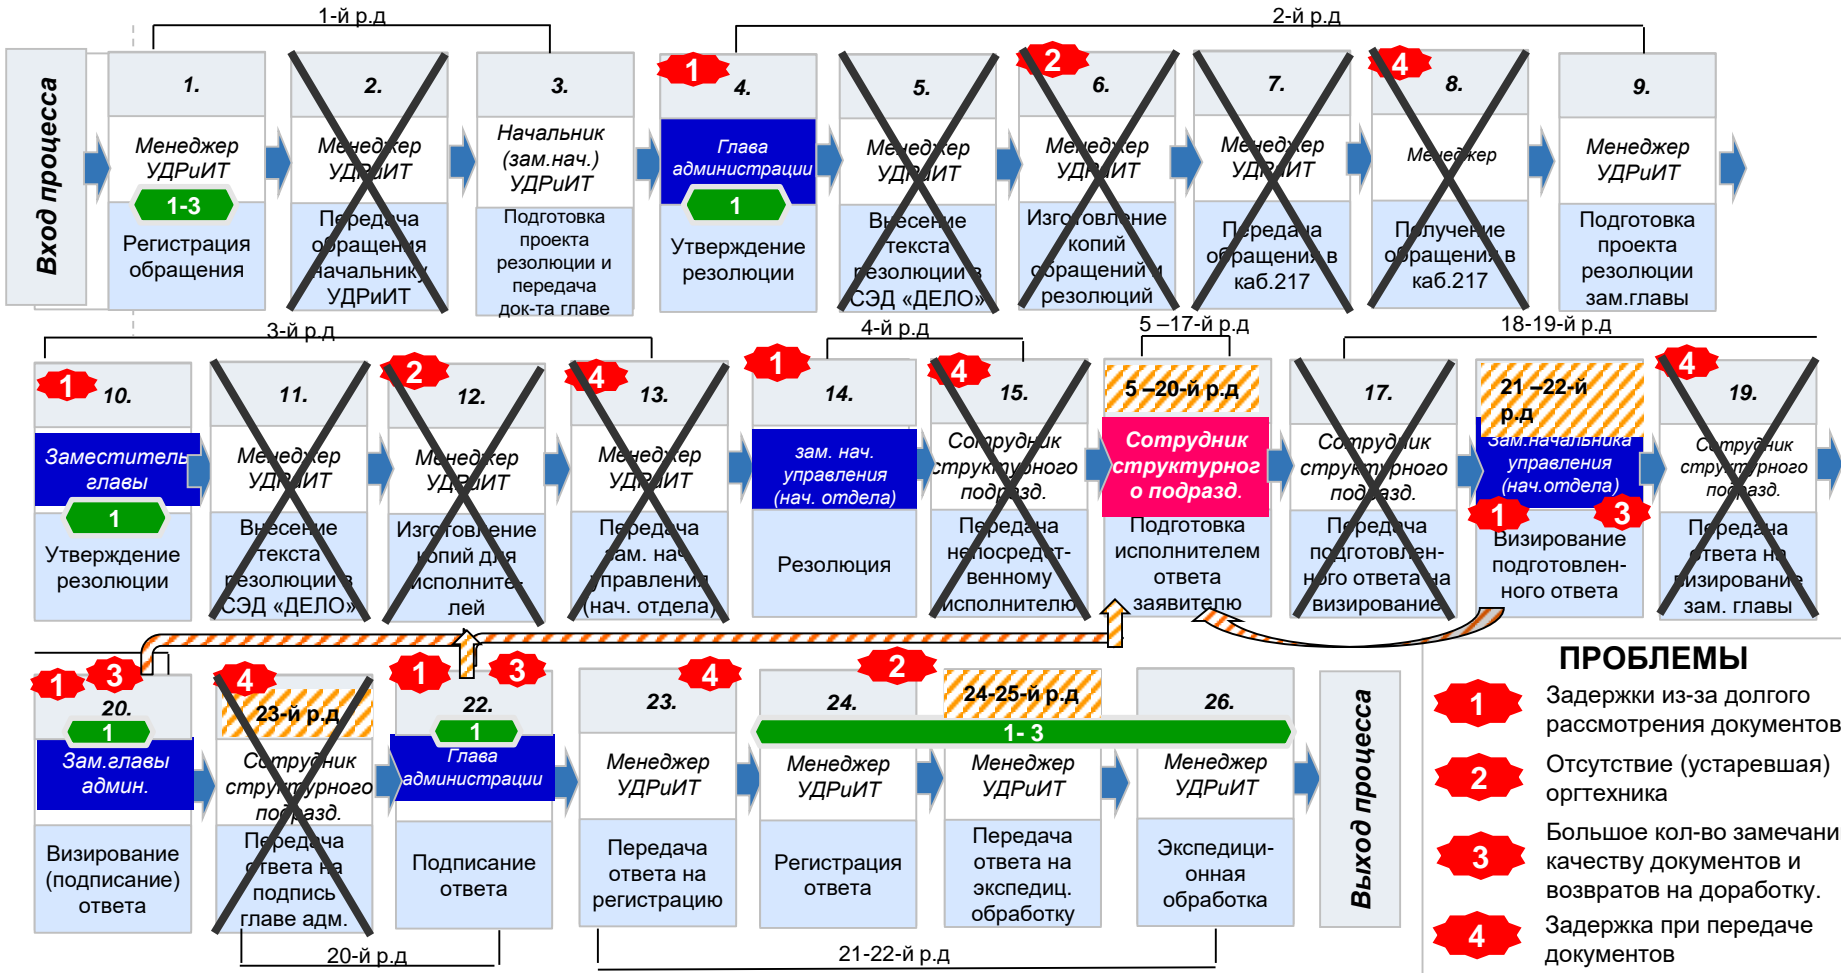 1-й р.д
2-й р.д
Вход процесса
1.
Менеджер
УДРиИТ
1-3
Регистрация
обращения
2.
Менеджер
УДРиИТ
Передача
обращения
начальнику
УДРиИТ
3.
Начальник
(зам.нач.)
УДРиИТ
Подготовка
проекта
резолюции и
передача
док-та главе
1
4.
Глава
администрации
1
Утверждение
резолюции
5.
Менеджер
УДРиИТ
Внесение
текста
резолюции в
СЭД «ДЕЛО»
2
6.
Менеджер
УДРиИТ
Изготовление
копий
обращений и
резолюций
7.
Менеджер
УДРиИТ
Передача
обращения в
каб.217
4
8.
Менеджер
Получение
обращения в
каб.217
9.
Менеджер
УДРиИТ
Подготовка
проекта
резолюции
зам.главы
3-й р.д
4-й р.д
5 –17-й р.д
18-19-й р.д
1
10.
Заместитель
главы
1
Утверждение
резолюции
11.
Менеджер
УДРиИТ
Внесение
текста
резолюции в
СЭД «ДЕЛО»
2
12.
Менеджер
УДРиИТ
Изготовление
копий для
исполните-
лей
4
13.
Менеджер
УДРиИТ
Передача
зам. нач.
управления
(нач. отдела)
1
14.
зам. нач.
управления
(нач. отдела)
Резолюция
4
15.
Сотрудник
структурного
подразд.
Передача
непосредст-
венному
исполнителю
5 –20-й р.д
Сотрудник
структурног
о подразд.
Подготовка
исполнителем
ответа
заявителю
17.
Сотрудник
структурного
подразд.
Передача
подготовлен-
ного ответа на
визирование
21 –22-й
р.д
Зам.начальника
управления
(нач.отдела)
1
3
Визирование
подготовлен-
ного ответа
4
19.
Сотрудник
структурного
подразд.
Передача
ответа на
визирование
зам. главы
1
3
20.
1
Зам.главы
админ.
Визирование
(подписание)
ответа
4
23-й р.д
Сотрудник
структурного
подразд.
Передача
ответа на
подпись
главе адм.
1
3
22.
1
Глава
администрации
Подписание
ответа
23.
4
Менеджер
УДРиИТ
Передача
ответа на
регистрацию
2
24.
1- 3
Менеджер
УДРиИТ
Регистрация
ответа
24-25-й р.д
Менеджер
УДРиИТ
Передача
ответа на
экспедиц.
обработку
26.
Менеджер
УДРиИТ
Экспедици-
онная
обработка
Выход процесса
20-й р.д
21-22-й р.д
ПРОБЛЕМЫ
1
Задержки из-за долгого
рассмотрения документов
2
Отсутствие (устаревшая)
оргтехника
3
Большое кол-во замечани
качеству документов и
возвратов на доработку.
4
Задержка при передаче
документов